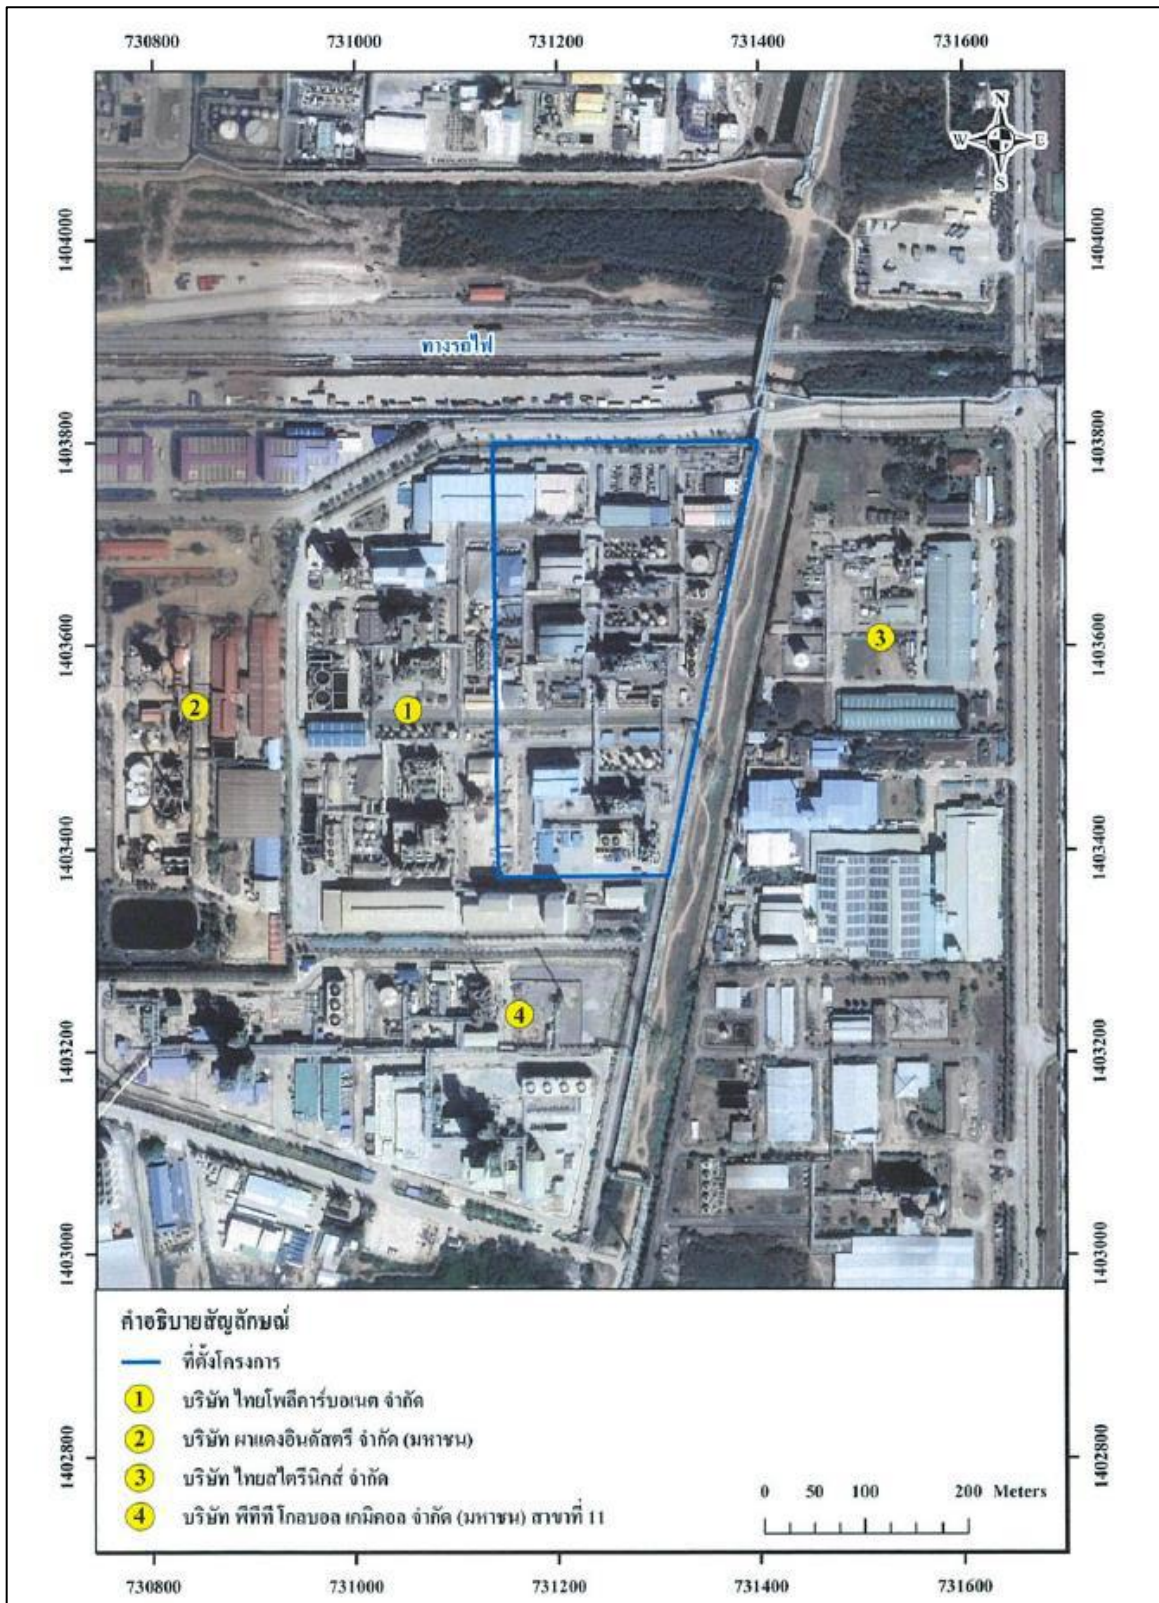 730800 731000 731200 731400 731600
N
W E
S
1404000 1404000
ทางรถไฟ
1403800 1403800
1403600 1403600
3
2 1
1403400 1403400
4
1403200 1403200
1403000 1403000
คำอธิบายสัญลักษณ์
ที่ตั้งโครงการ
1 บริษัท ไทยโพลีคาร์บอเนต จำกัด
2 บริษัท ผาแดงอินดัสตรี จำกัด (มหาชน)
1402800 1402800
3 บริษัท ไทยสไตรีนิกส์ จำกัด
0 50 100 200 Meters
4 บริษัท พีทีที โกลบอล เคมิคอล จำกัด (มหาชน) สาขาที่ 11
730800 731000 731200 731400 731600